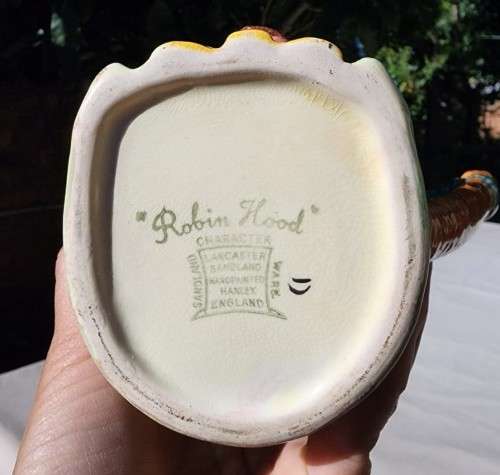 "Robin Hood"
CHARACTER
SANDLAND
LANCASTER
SANDLAND
HANDPAINTED
HANLEY
ENGLAND
WARE.